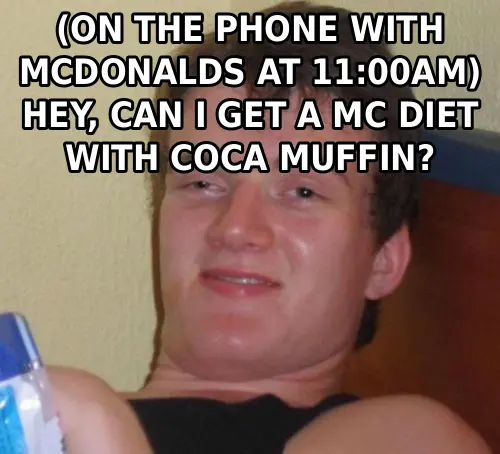 (ON THE PHONE WITH
MCDONALDS AT 11:00AM)
HEY, CAN I GET A MC DIET
WITH COCA MUFFIN?